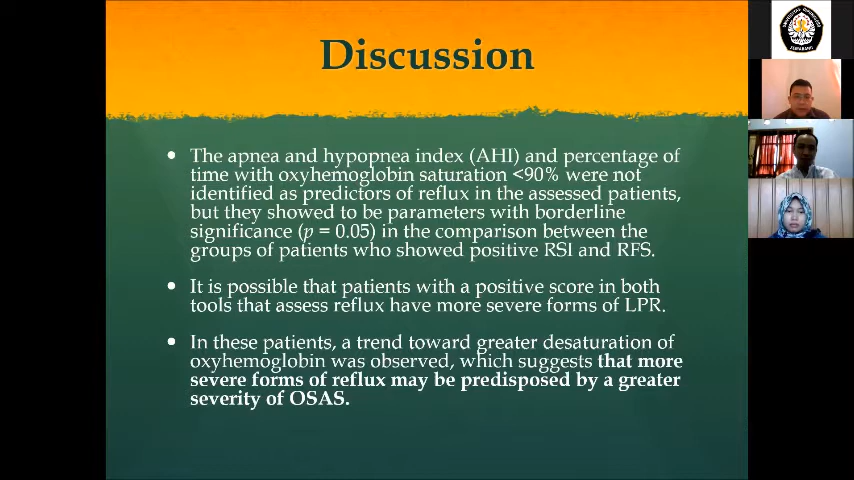 Discussion
• The apnea and hypopnea index (AHI) and percentage of
time with oxyhemoglobin saturation <90% were not
identified as predictors of reflux in the assessed patients,
but they showed to be parameters with borderline
significance (p = 0.05) in the comparison between the
groups of patients who showed positive RSI and RFS.
• It is possible that patients with a positive score in both
tools that assess reflux have more severe forms of LPR.
• In these patients, a trend toward greater desaturation of
oxyhemoglobin was observed, which suggests that more
severe forms of reflux may be predisposed by a greater
severity of OSAS.